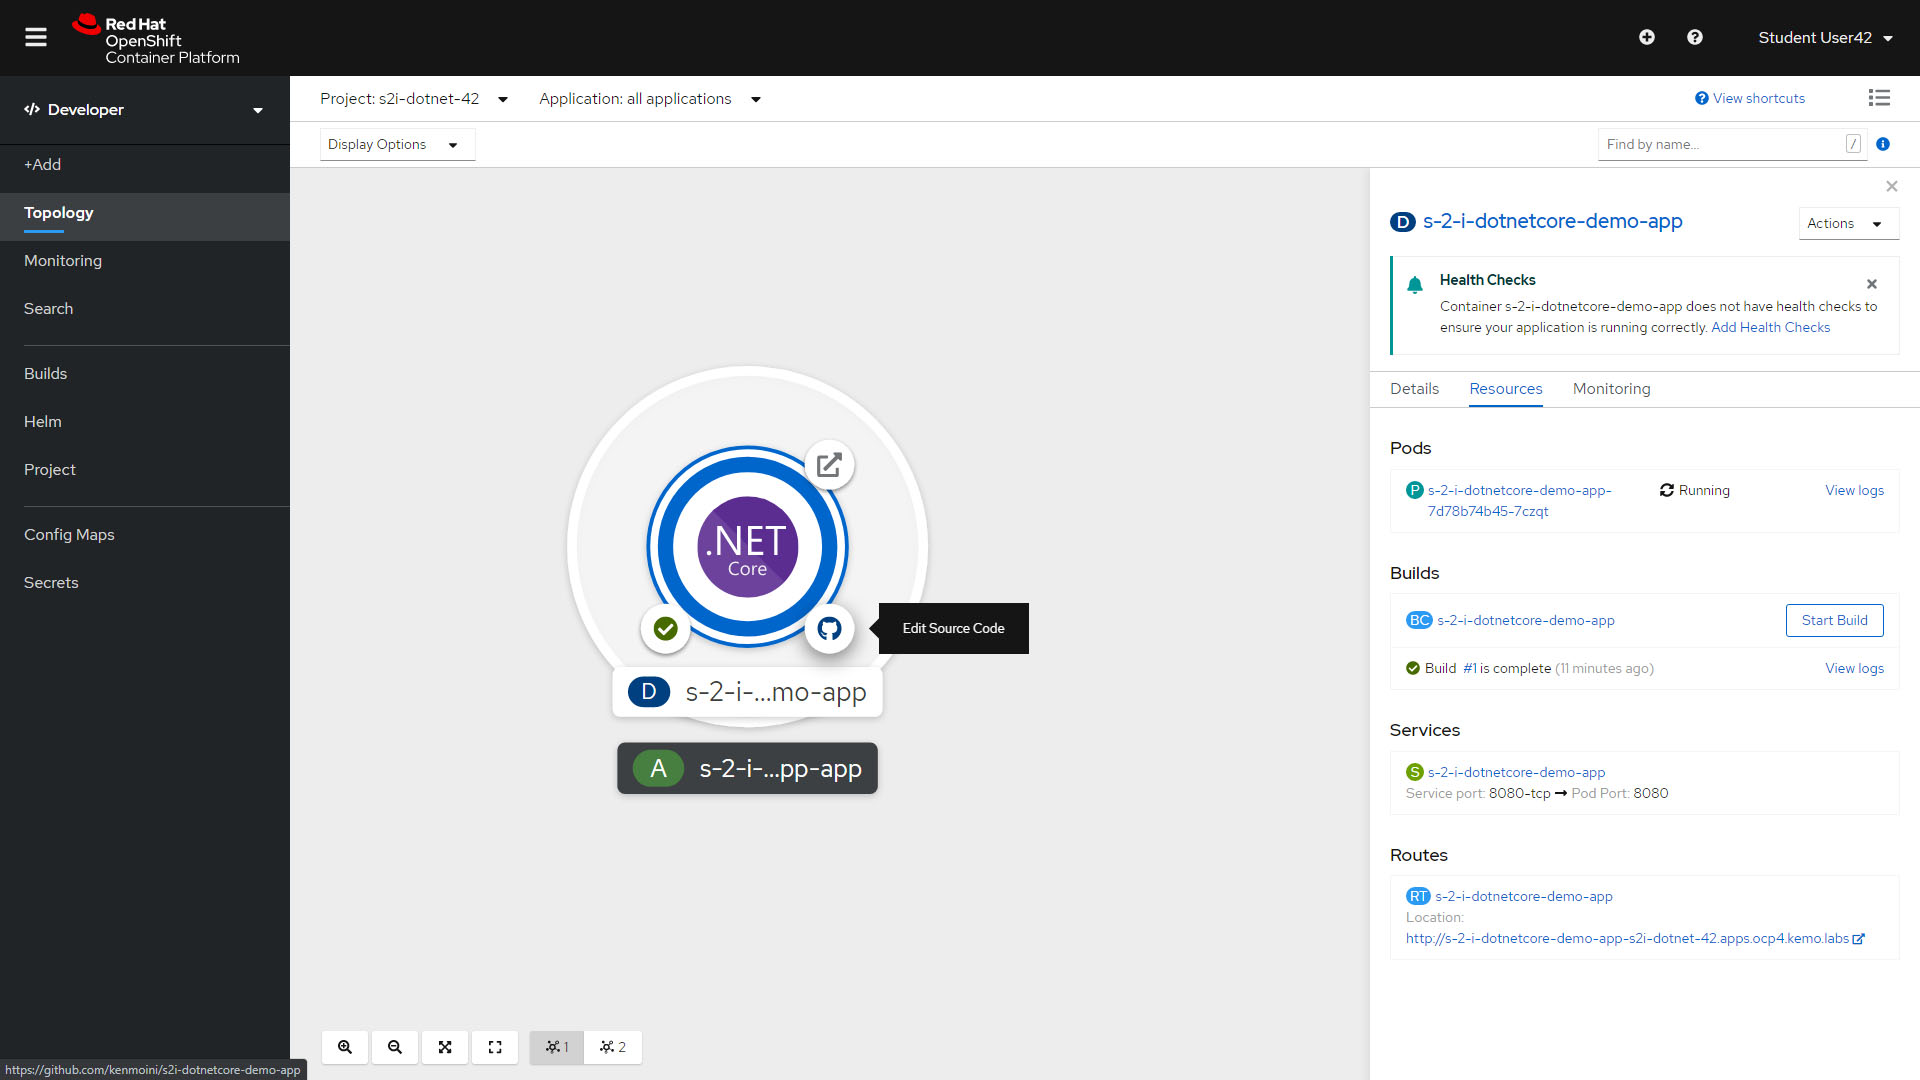 Red Hat
OpenShift
Container Platform
Student User42
Developer
+Add
Topology
Monitoring
Search
Builds
Helm
Project
Config Maps
Secrets
Project: s2i-dotnet-42
Application: all applications
View shortcuts
Display Options
Find by name...
/
.NET
Core
Edit Source Code
D s-2-i-...mo-app
A s-2-i-...pp-app
1
2
D s-2-i-dotnetcore-demo-app
Actions
Health Checks
Container s-2-i-dotnetcore-demo-app does not have health checks to
ensure your application is running correctly. Add Health Checks
Details
Resources
Monitoring
Pods
P s-2-i-dotnetcore-demo-app-
7d78b74b45-7czqt
Running
View logs
Builds
BC s-2-i-dotnetcore-demo-app
Start Build
Build #1 is complete (11 minutes ago)
View logs
Services
S s-2-i-dotnetcore-demo-app
Service port: 8080-tcp → Pod Port: 8080
Routes
RT s-2-i-dotnetcore-demo-app
Location:
http://s-2-i-dotnetcore-demo-app-s2i-dotnet-42.apps.ocp4.kemo.labs
https://github.com/kenmoini/s2i-dotnetcore-demo-app